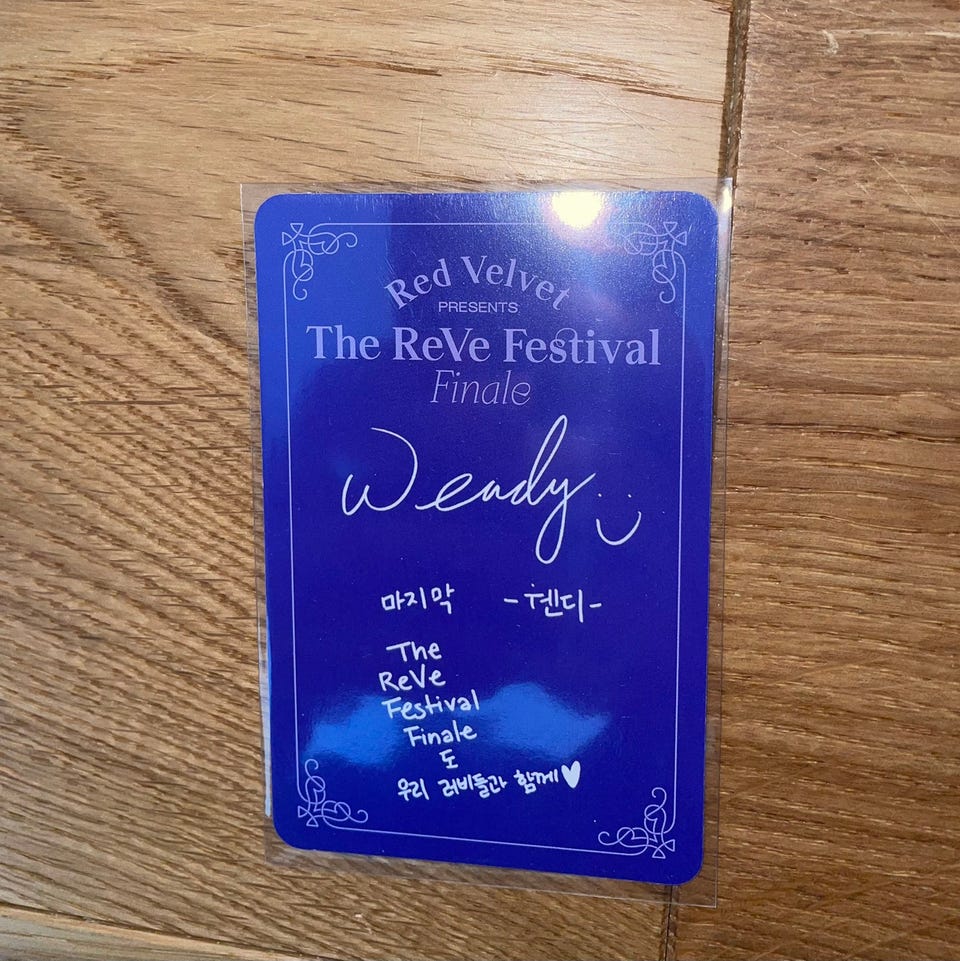 Red Velvet
PRESENTS
The ReVe Festival
Finale
Wendy
마지막 -웬디-
The
ReVe
Festival
Finale
도
우리 러비들과 함께♥